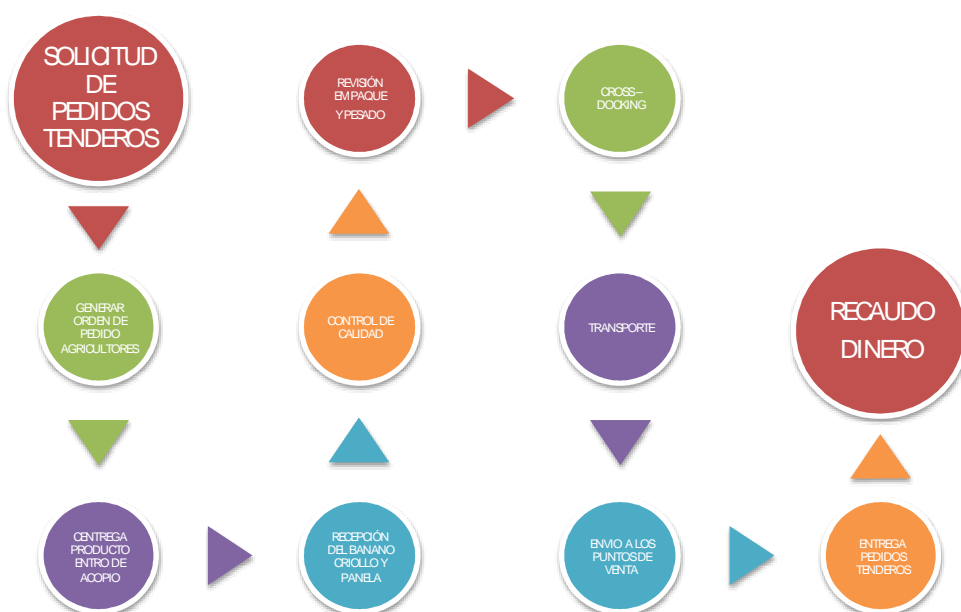 SOLICITUD
DE
PEDIDOS
TENDEROS
GENERAR
ORDEN DE
PEDIDO
AGRICULTORES
CENTREGA
PRODUCTO
ENTRO DE
ACOPIO
RECEPCIÓN
DEL BANANO
CRIOLLO Y
PANELA
CONTROL DE
CALIDAD
REVISIÓN
EMPAQUE
Y PESADO
CROSS–
DOCKING
TRANSPORTE
ENVIO A LOS
PUNTOS DE
VENTA
ENTREGA
PEDIDOS
TENDEROS
RECAUDO
DINERO